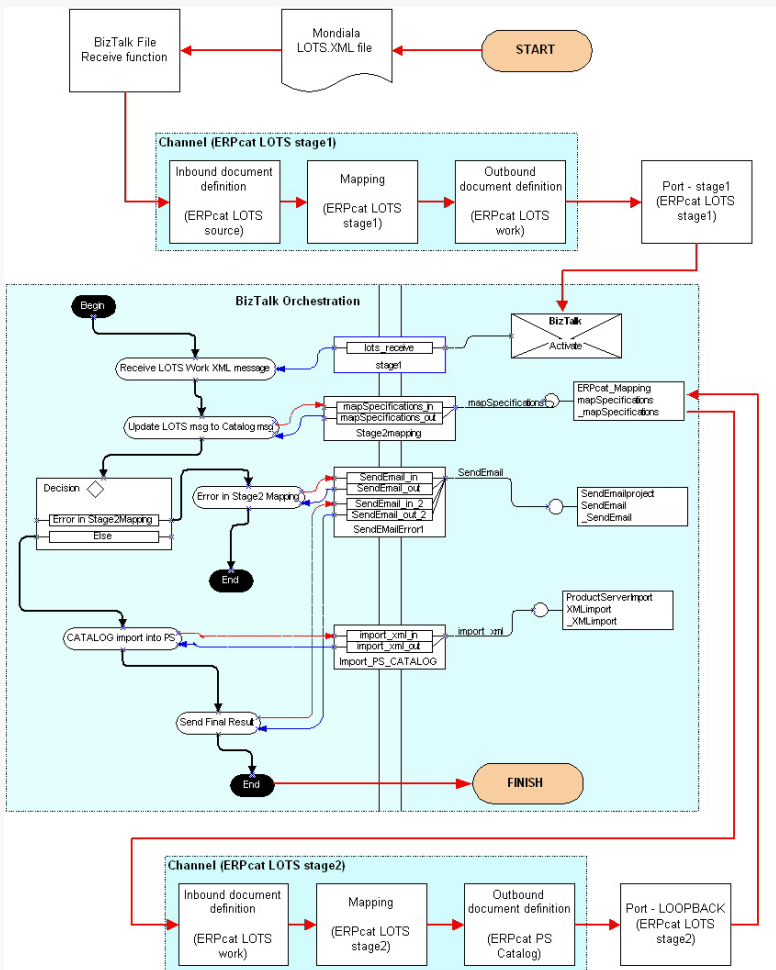 START
Mondiala
LOTS.XML file
BizTalk File
Receive function
Channel (ERPcat LOTS stage1)
Inbound document
definition
(ERPcat LOTS
source)
Mapping
(ERPcat LOTS
stage1)
Outbound
document definition
(ERPcat LOTS
work)
Port - stage1
(ERPcat LOTS
stage1)
BizTalk Orchestration
Begin
BizTalk
Activate
lots_receive
stage1
Receive LOTS Work XML message
Update LOTS msg to Catalog msg
mapSpecifications_in
mapSpecifications_out
Stage2mapping
mapSpecifications
ERPcat_Mapping
mapSpecifications
_mapSpecifications
Decision
Error in Stage2Mapping
Else
Error in Stage2 Mapping
End
SendEmail_in
SendEmail_out
SendEmail_in_2
SendEmail_out_2
SendEMailError1
SendEmail
SendEmailproject
SendEmail
_SendEmail
CATALOG import into PS
import_xml_in
import_xml_out
Import_PS_CATALOG
import_xml
ProductServerImport
XMLimport
_XMLimport
Send Final Result
End
FINISH
Channel (ERPcat LOTS stage2)
Inbound document
definition
(ERPcat LOTS
work)
Mapping
(ERPcat LOTS
stage2)
Outbound
document definition
(ERPcat PS
Catalog)
Port - LOOPBACK
(ERPcat LOTS
stage2)